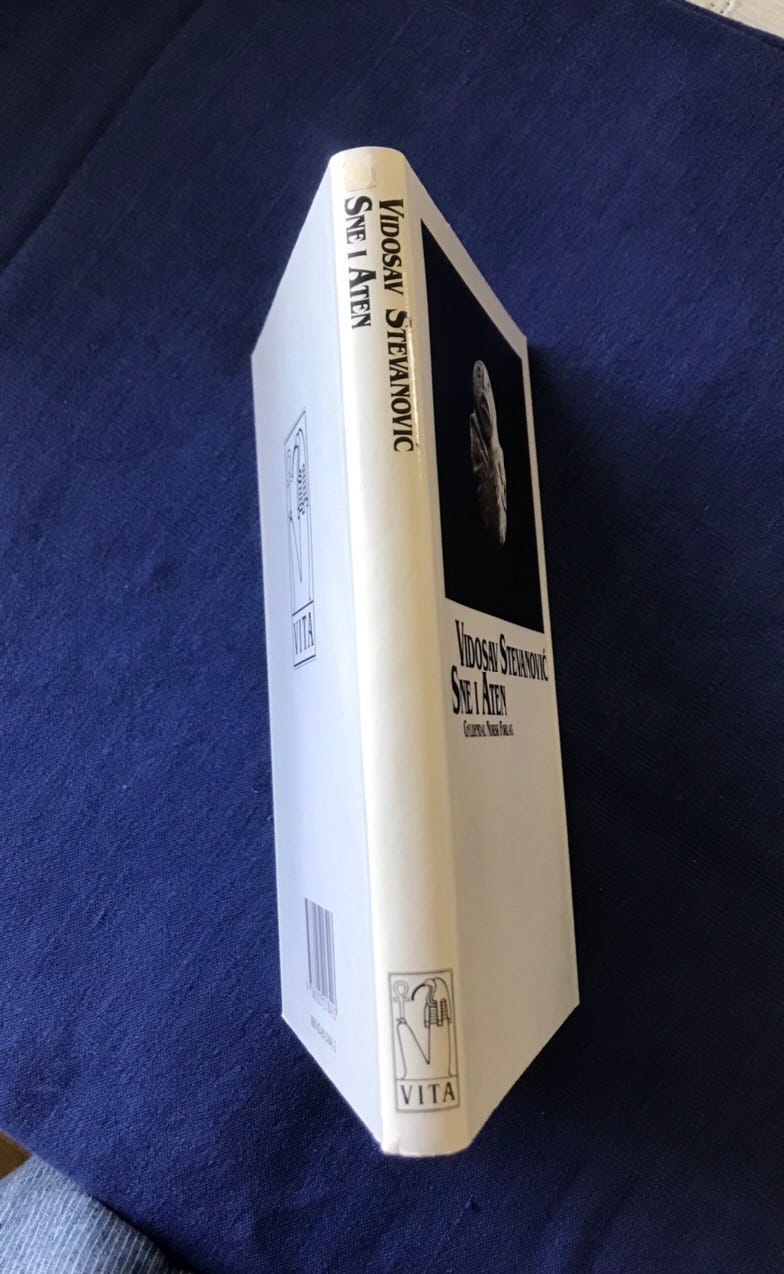 VIDOSAV STEVANOVIĆ
SNE I ATEN
VITA
VIDOSAV STEVANOVIĆ
SNE I ATEN
GYLDENDAL NORSK FORLAG
VITA